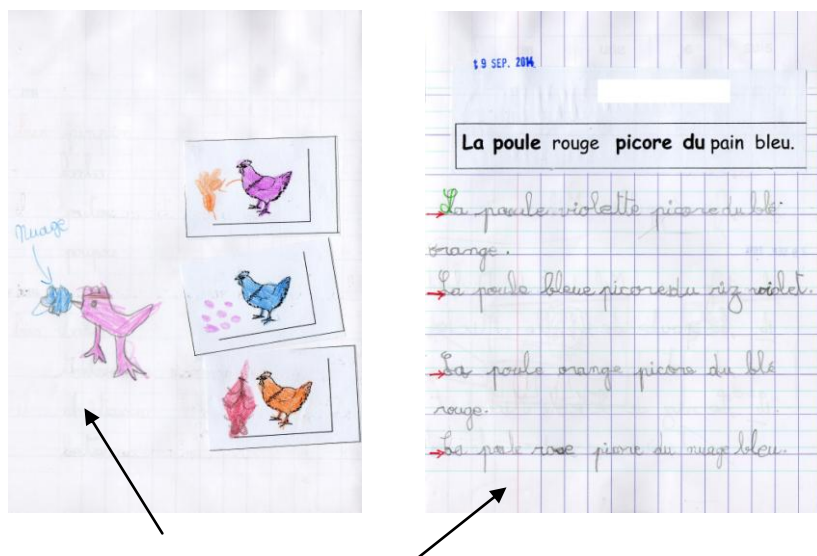 Nuage
19 SEP. 2014
La poule rouge picore du pain bleu.
La poule violette picore du blé
orange.
La poule bleue picore du riz violet.
La poule orange picore du blé
rouge.
La poule rose picore du nuage bleu.